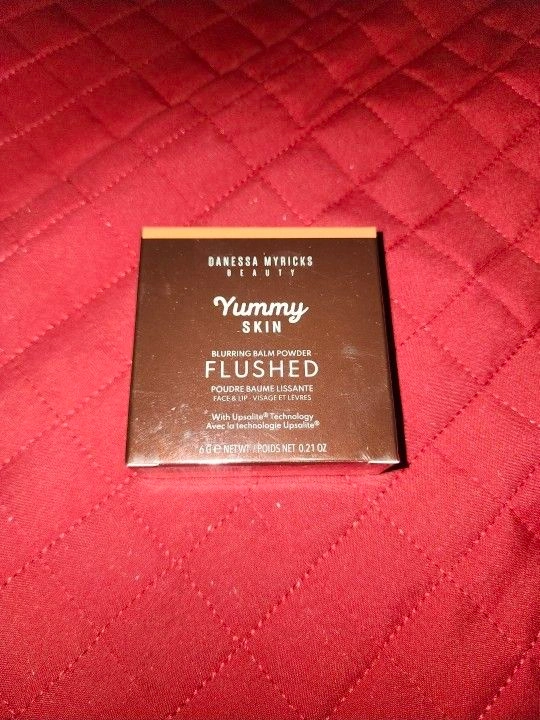 DANESSA MYRICKS
BEAUTY
Yummy
SKIN
BLURRING BALM POWDER
FLUSHED
POUDRE BAUME LISSANTE
FACE & LIP · VISAGE ET LÈVRES
With Upsalite® Technology
Avec la technologie Upsalite®
6 G ℮ NET WT / POIDS NET 0.21 OZ